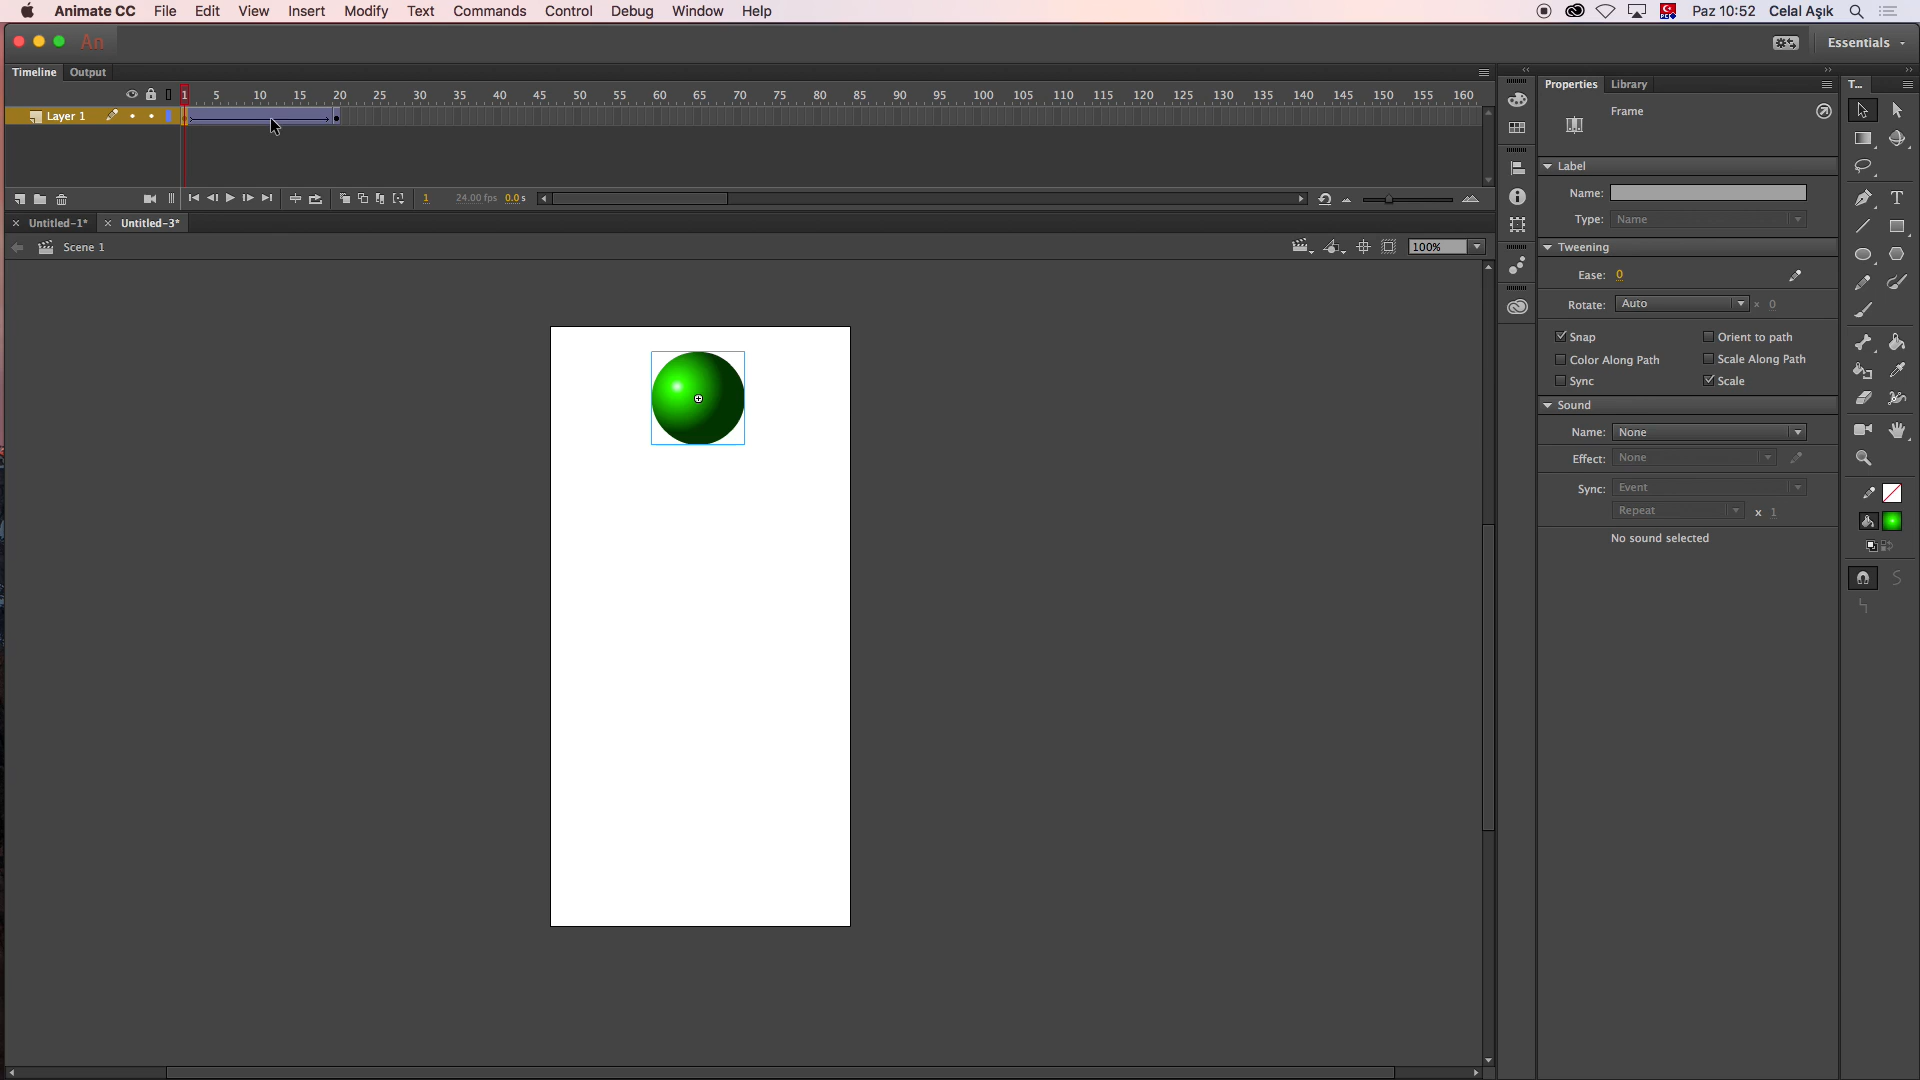 Animate CC File Edit View Insert Modify Text Commands Control Debug Window Help Paz 10:52 Celal Aşık
An Essentials
Timeline Output
1 5 10 15 20 25 30 35 40 45 50 55 60 65 70 75 80 85 90 95 100 105 110 115 120 125 130 135 140 145 150 155 160
Layer 1
1 24.00 fps 0.0 s
Untitled-1* Untitled-3*
Scene 1 100%
Properties Library T...
Frame
Label
Name:
Type: Name
Tweening
Ease: 0
Rotate: Auto x 0
Snap Orient to path
Color Along Path Scale Along Path
Sync Scale
Sound
Name: None
Effect: None
Sync: Event
Repeat x 1
No sound selected